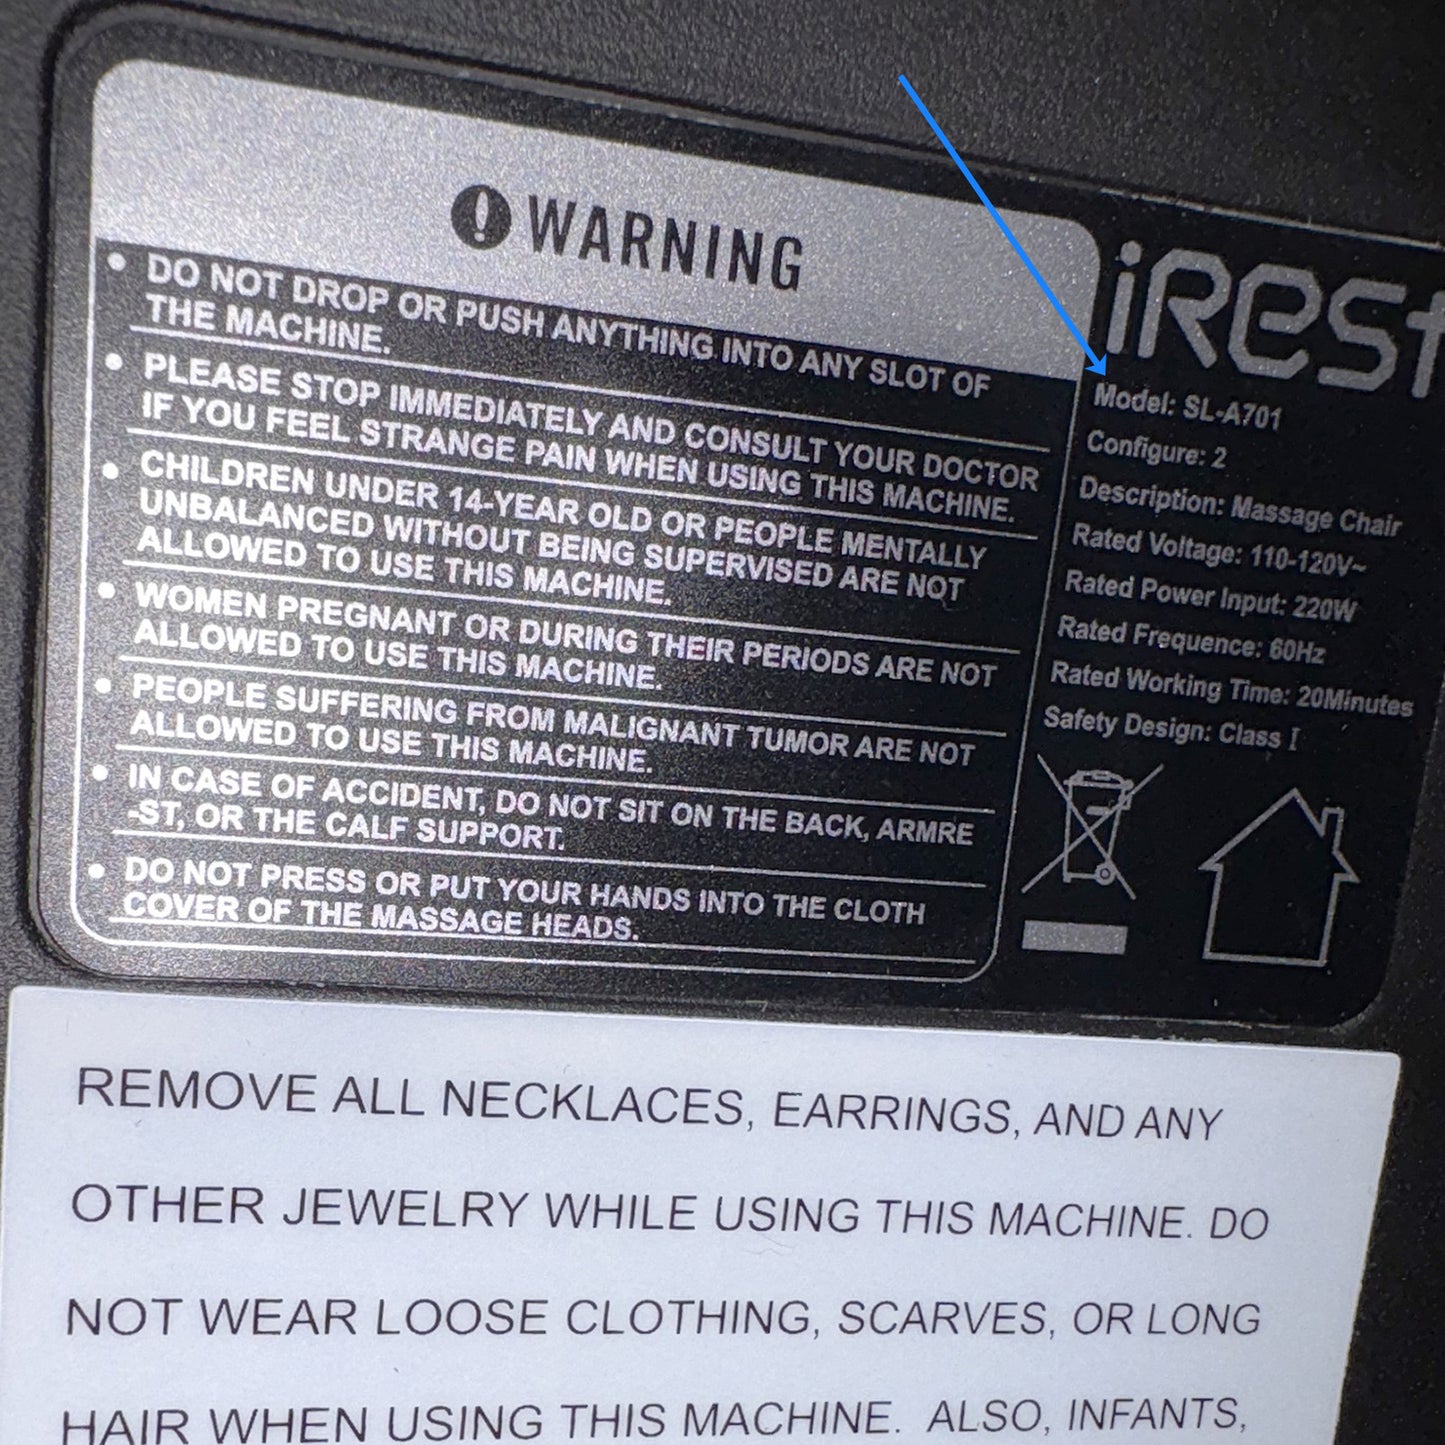 WARNING
• DO NOT DROP OR PUSH ANYTHING INTO ANY SLOT OF
THE MACHINE.
• PLEASE STOP IMMEDIATELY AND CONSULT YOUR DOCTOR
IF YOU FEEL STRANGE PAIN WHEN USING THIS MACHINE.
• CHILDREN UNDER 14-YEAR OLD OR PEOPLE MENTALLY
UNBALANCED WITHOUT BEING SUPERVISED ARE NOT
ALLOWED TO USE THIS MACHINE.
• WOMEN PREGNANT OR DURING THEIR PERIODS ARE NOT
ALLOWED TO USE THIS MACHINE.
• PEOPLE SUFFERING FROM MALIGNANT TUMOR ARE NOT
ALLOWED TO USE THIS MACHINE.
• IN CASE OF ACCIDENT, DO NOT SIT ON THE BACK, ARMRE
-ST, OR THE CALF SUPPORT.
• DO NOT PRESS OR PUT YOUR HANDS INTO THE CLOTH
COVER OF THE MASSAGE HEADS.
iRest
Model: SL-A701
Configure: 2
Description: Massage Chair
Rated Voltage: 110-120V~
Rated Power Input: 220W
Rated Frequence: 60Hz
Rated Working Time: 20Minutes
Safety Design: Class I
REMOVE ALL NECKLACES, EARRINGS, AND ANY
OTHER JEWELRY WHILE USING THIS MACHINE. DO
NOT WEAR LOOSE CLOTHING, SCARVES, OR LONG
HAIR WHEN USING THIS MACHINE. ALSO, INFANTS,